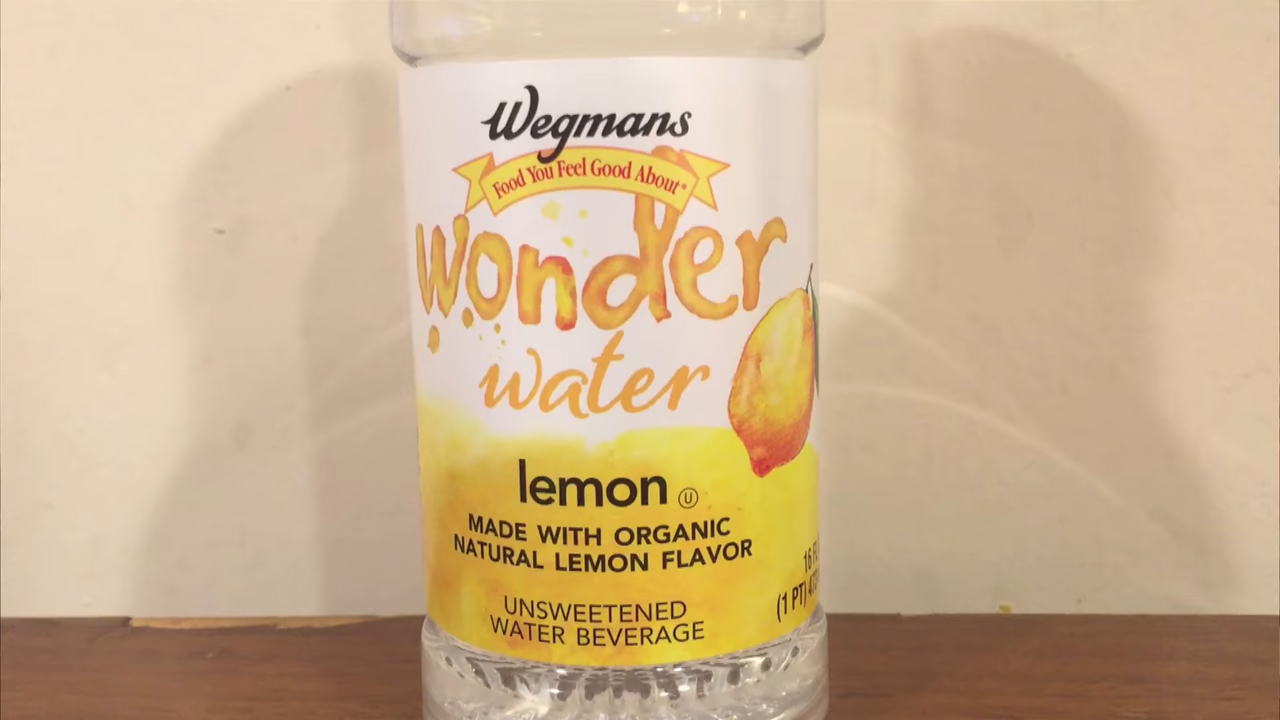 Wegmans
Food You Feel Good About®
wonder
water
lemon Ⓤ
MADE WITH ORGANIC
NATURAL LEMON FLAVOR
UNSWEETENED
WATER BEVERAGE
16
(1 PT)